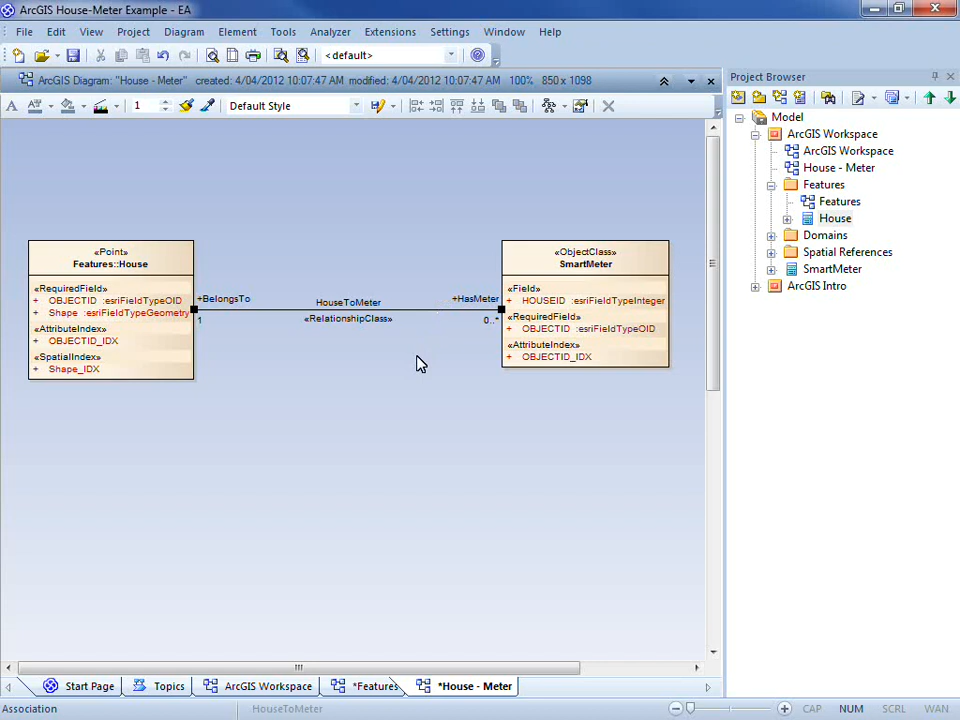 ArcGIS House-Meter Example - EA
File Edit View Project Diagram Element Tools Analyzer Extensions Settings Window Help
<default>
ArcGIS Diagram: "House - Meter" created: 4/04/2012 10:07:47 AM modified: 4/04/2012 10:07:47 AM 100% 850 x 1098
A 1 Default Style
«Point»
Features::House
«RequiredField»
+ OBJECTID :esriFieldTypeOID
+ Shape :esriFieldTypeGeometry
«AttributeIndex»
+ OBJECTID_IDX
«SpatialIndex»
+ Shape_IDX
+BelongsTo
1
HouseToMeter
«RelationshipClass»
+HasMeter
0..*
«ObjectClass»
SmartMeter
«Field»
+ HOUSEID :esriFieldTypeInteger
«RequiredField»
+ OBJECTID :esriFieldTypeOID
«AttributeIndex»
+ OBJECTID_IDX
Project Browser
Model
ArcGIS Workspace
ArcGIS Workspace
House - Meter
Features
Features
House
Domains
Spatial References
SmartMeter
ArcGIS Intro
Start Page Topics ArcGIS Workspace *Features *House - Meter
Association HouseToMeter CAP NUM SCRL WAN